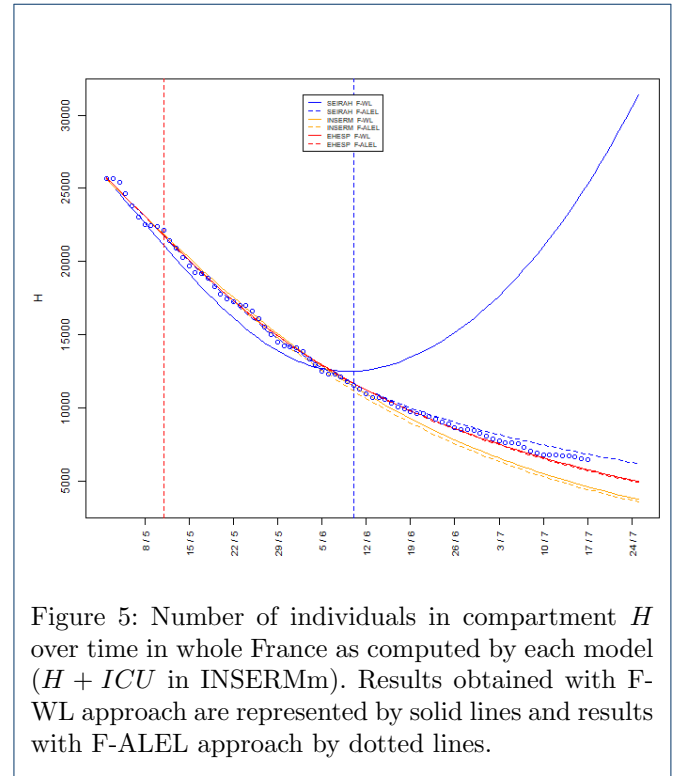 SEIRAH F-WL
SEIRAH F-ALEL
INSERM F-WL
INSERM F-ALEL
EHESP F-WL
EHESP F-ALEL
30000
25000
20000
15000
10000
5000
H
8 / 5
15 / 5
22 / 5
29 / 5
5 / 6
12 / 6
19 / 6
26 / 6
3 / 7
10 / 7
17 / 7
24 / 7
Figure 5: Number of individuals in compartment H
over time in whole France as computed by each model
(H + ICU in INSERMm). Results obtained with F-
WL approach are represented by solid lines and results
with F-ALEL approach by dotted lines.